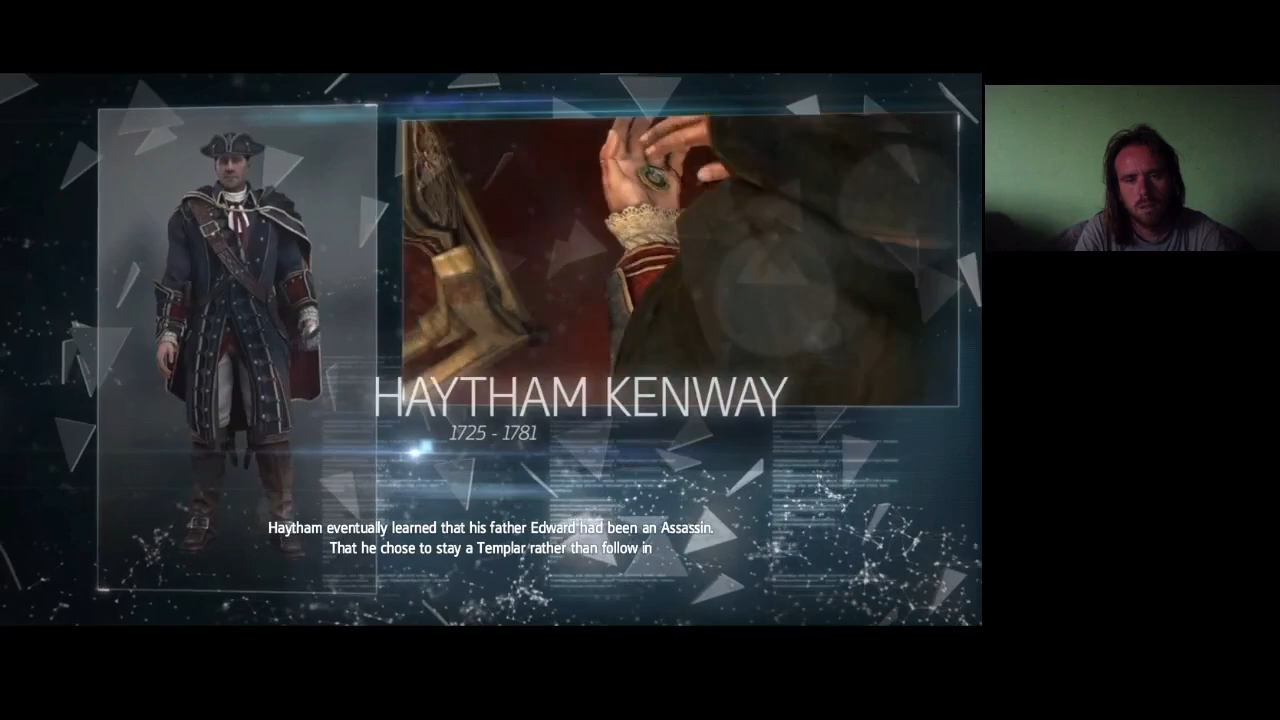 HAYTHAM KENWAY
1725 - 1781
Haytham eventually learned that his father Edward had been an Assassin.
That he chose to stay a Templar rather than follow in